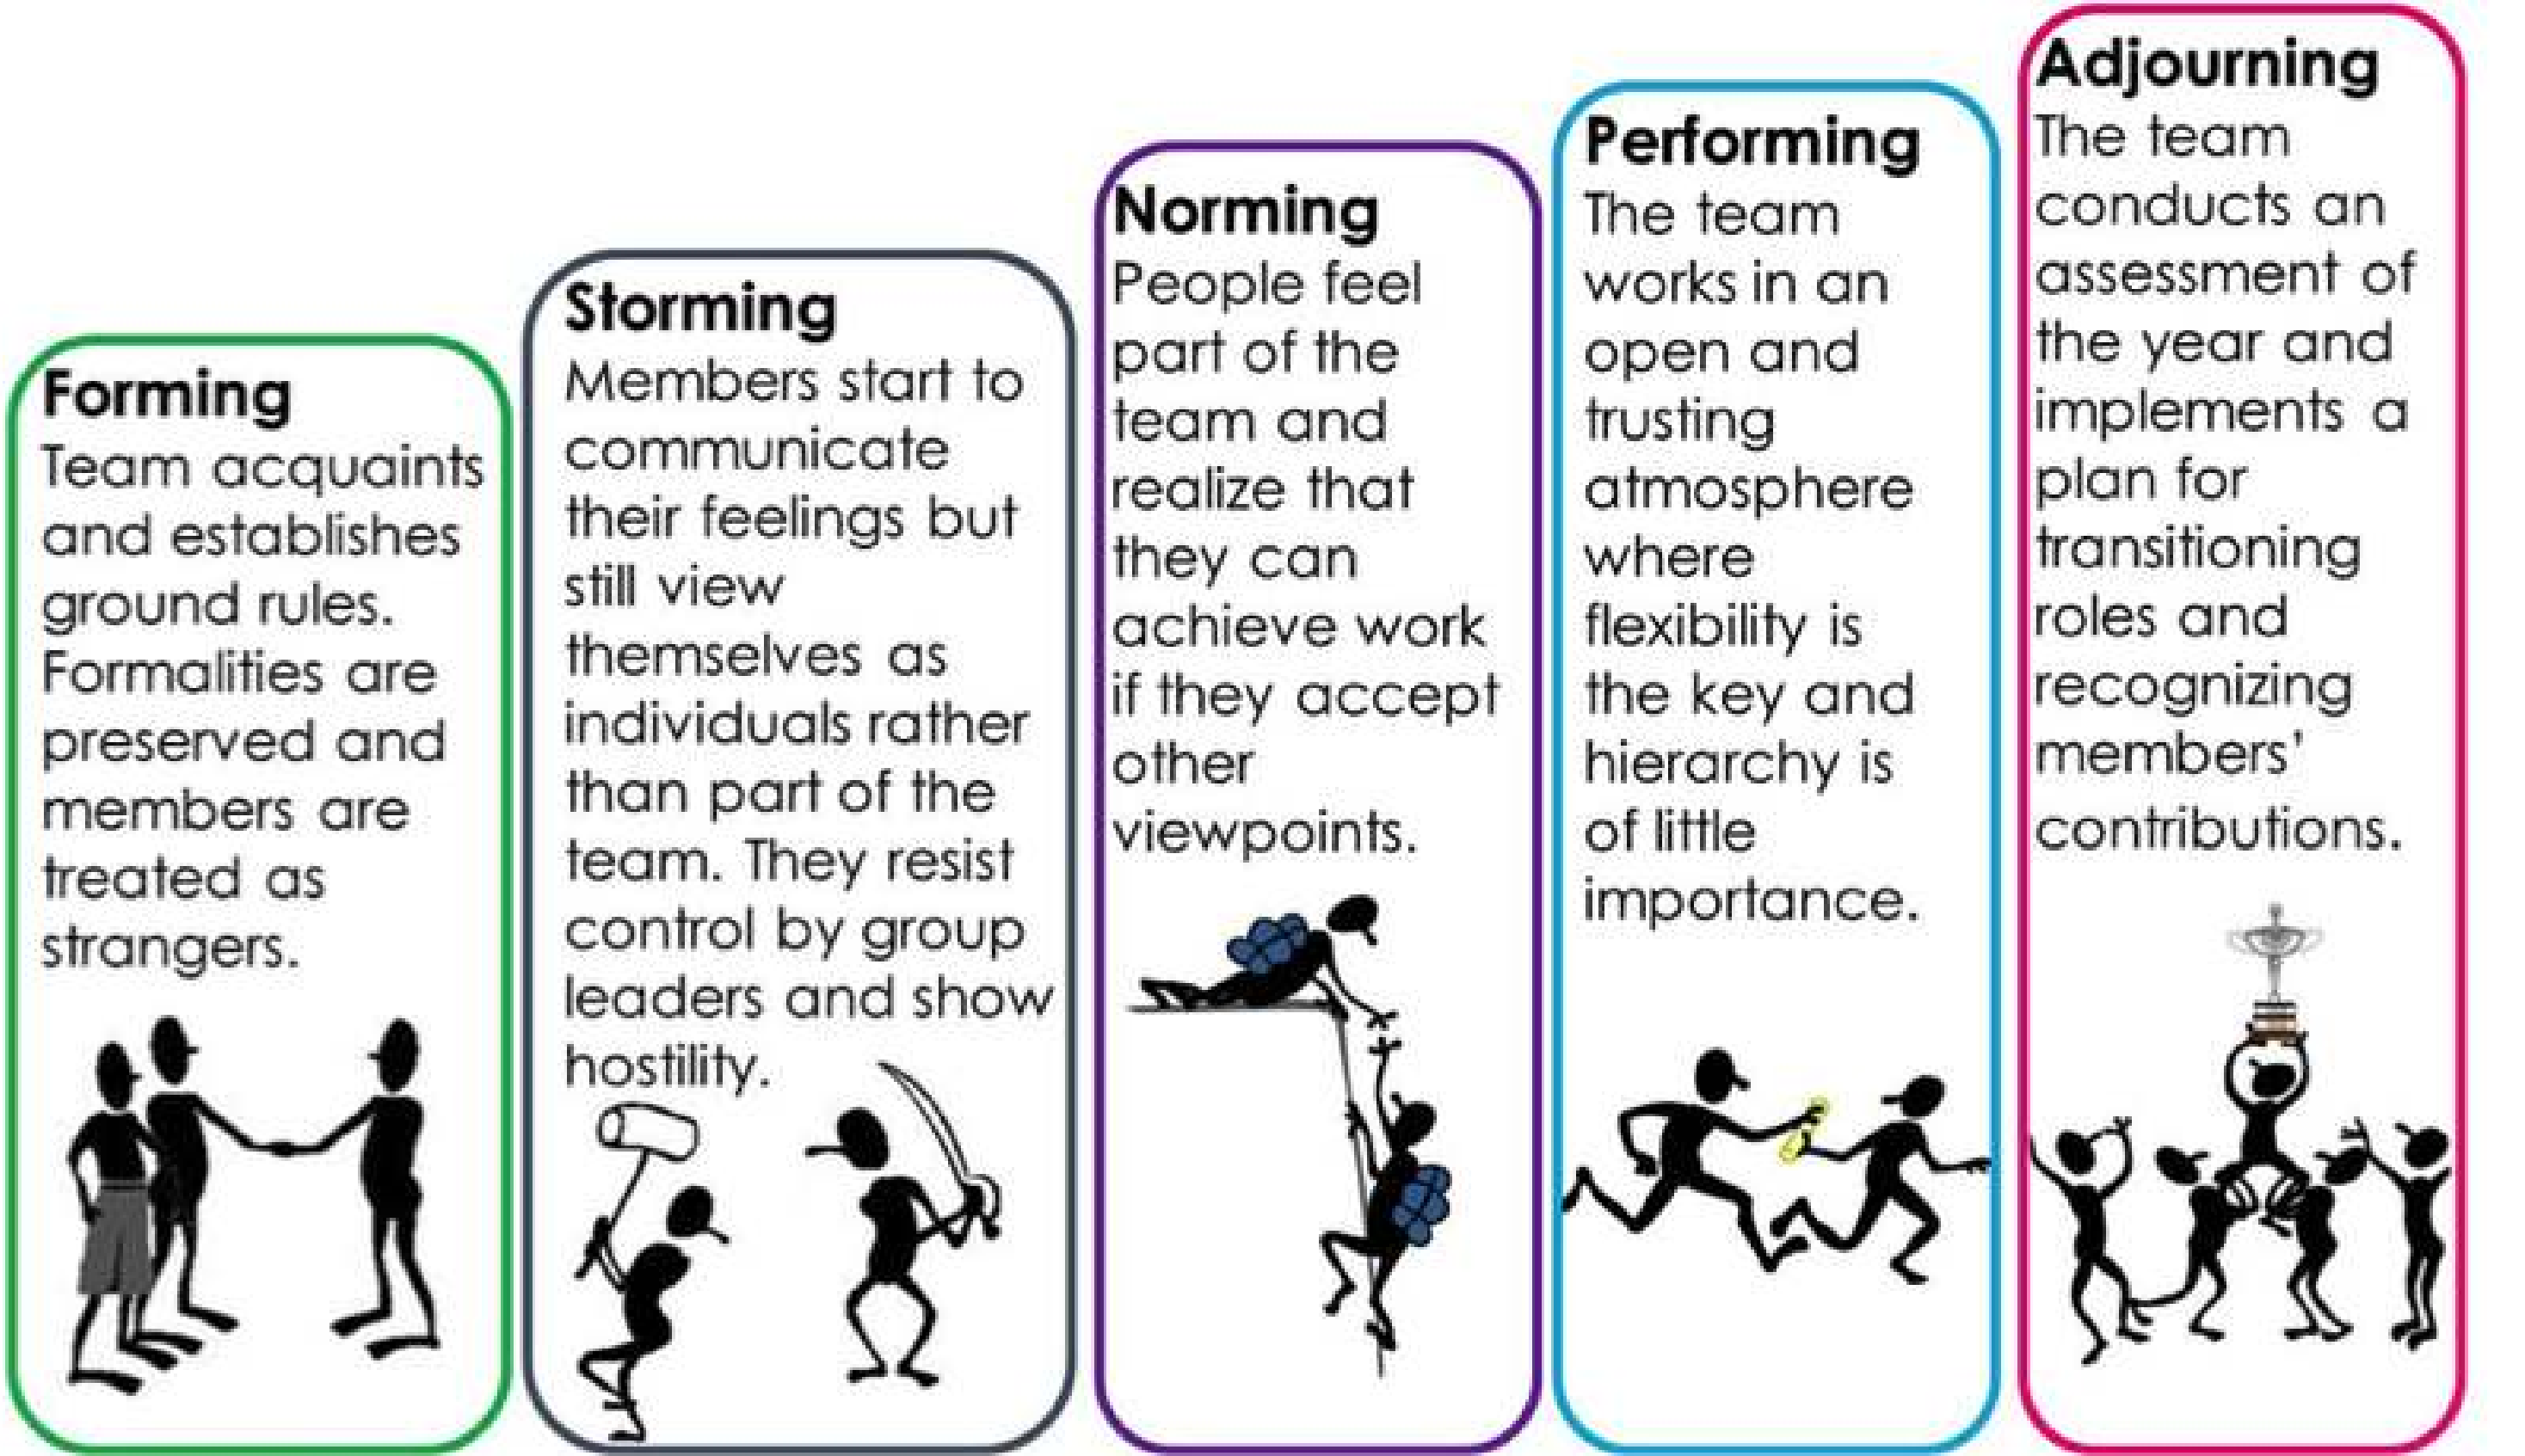 Forming
Team acquaints
and establishes
ground rules.
Formalities are
preserved and
members are
treated as
strangers.
Storming
Members start to
communicate
their feelings but
still view
themselves as
individuals rather
than part of the
team. They resist
control by group
leaders and show
hostility.
Norming
People feel
part of the
team and
realize that
they can
achieve work
if they accept
other
viewpoints.
Performing
The team
works in an
open and
trusting
atmosphere
where
flexibility is
the key and
hierarchy is
of little
importance.
Adjourning
The team
conducts an
assessment of
the year and
implements a
plan for
transitioning
roles and
recognizing
members'
contributions.